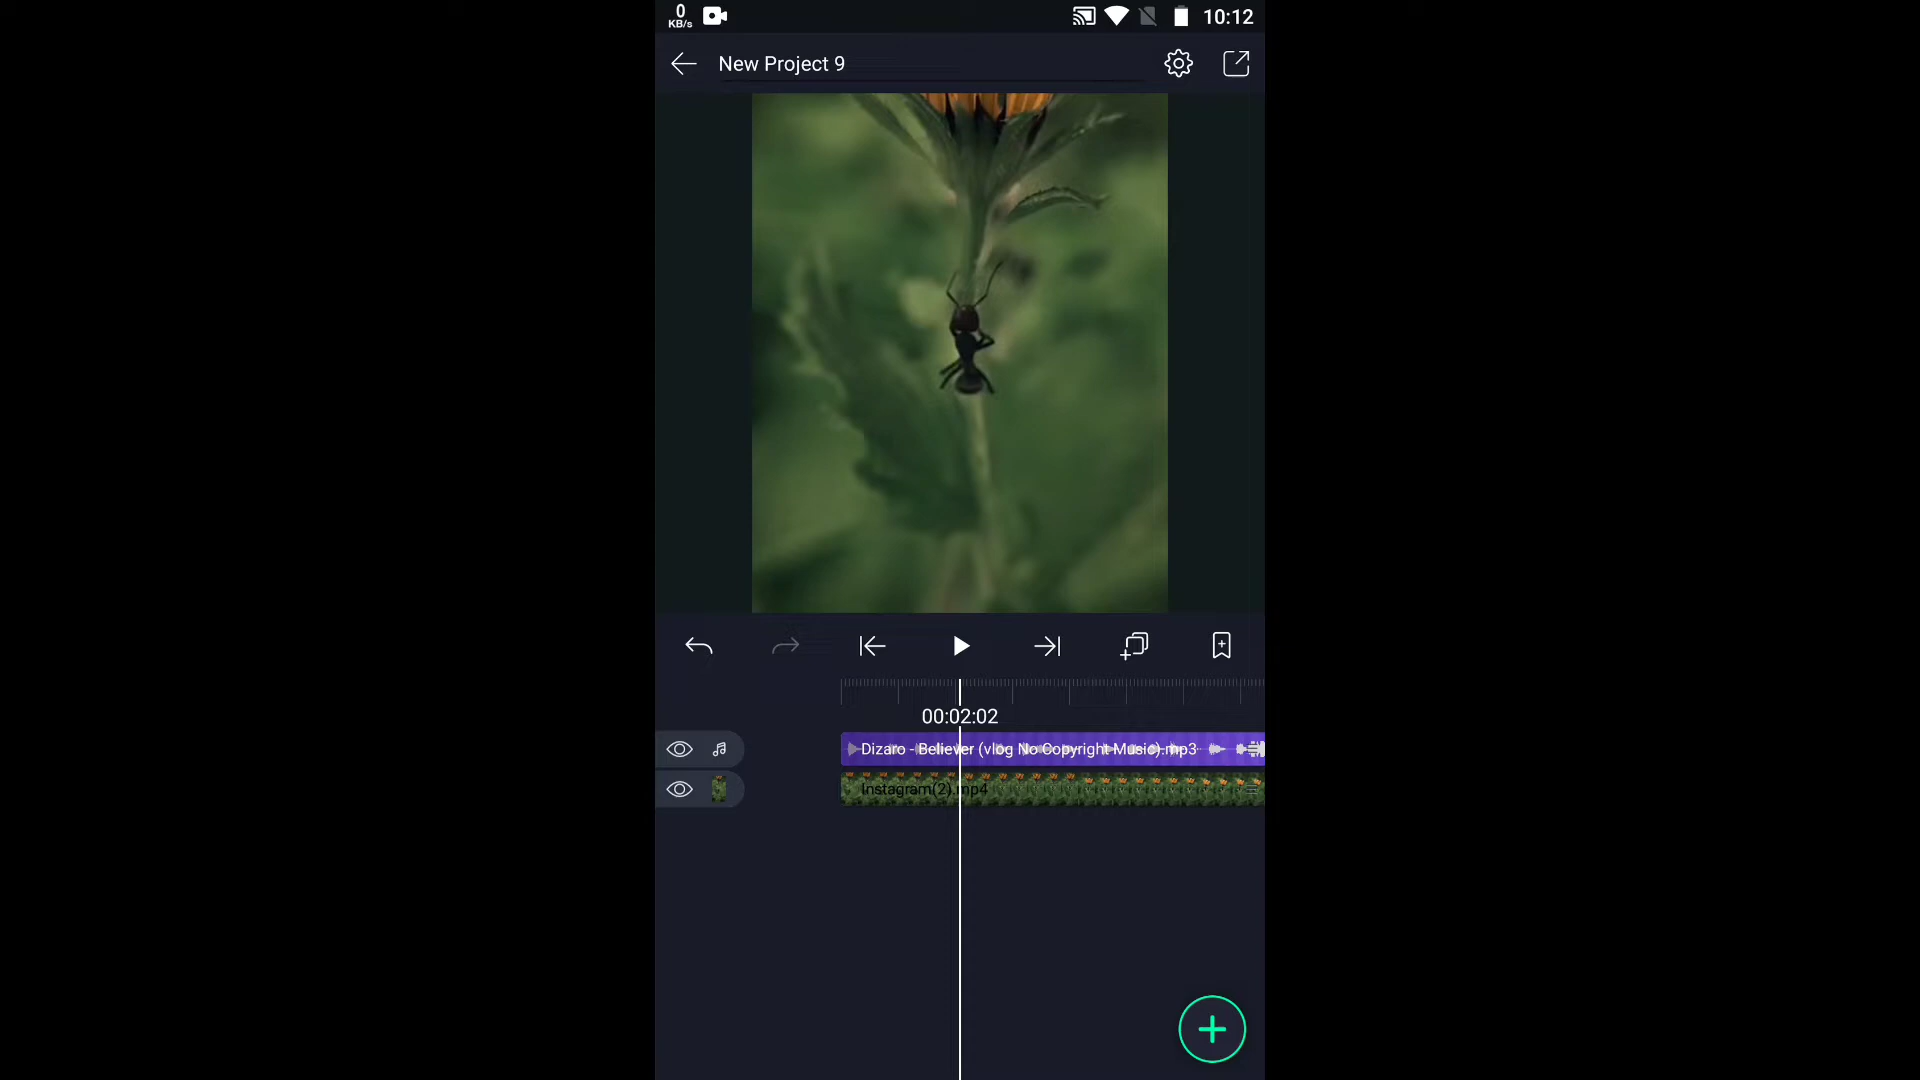 0
KB/s
10:12
New Project 9
00:02:02
Dizaro - Believer (vlog No Copyright Music).mp3
Instagram(2).mp4